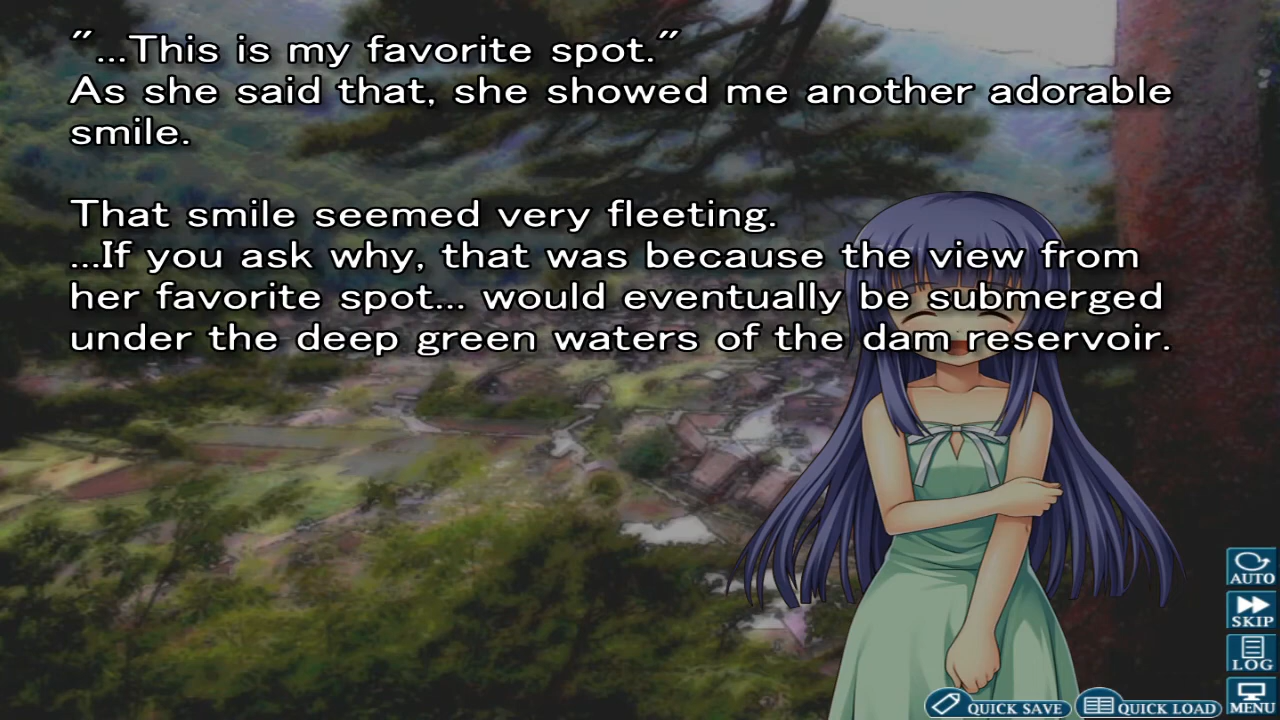 "...This is my favorite spot."
As she said that, she showed me another adorable
smile.
That smile seemed very fleeting.
...If you ask why, that was because the view from
her favorite spot... would eventually be submerged
under the deep green waters of the dam reservoir.
AUTO
SKIP
LOG
MENU
QUICK SAVE
QUICK LOAD